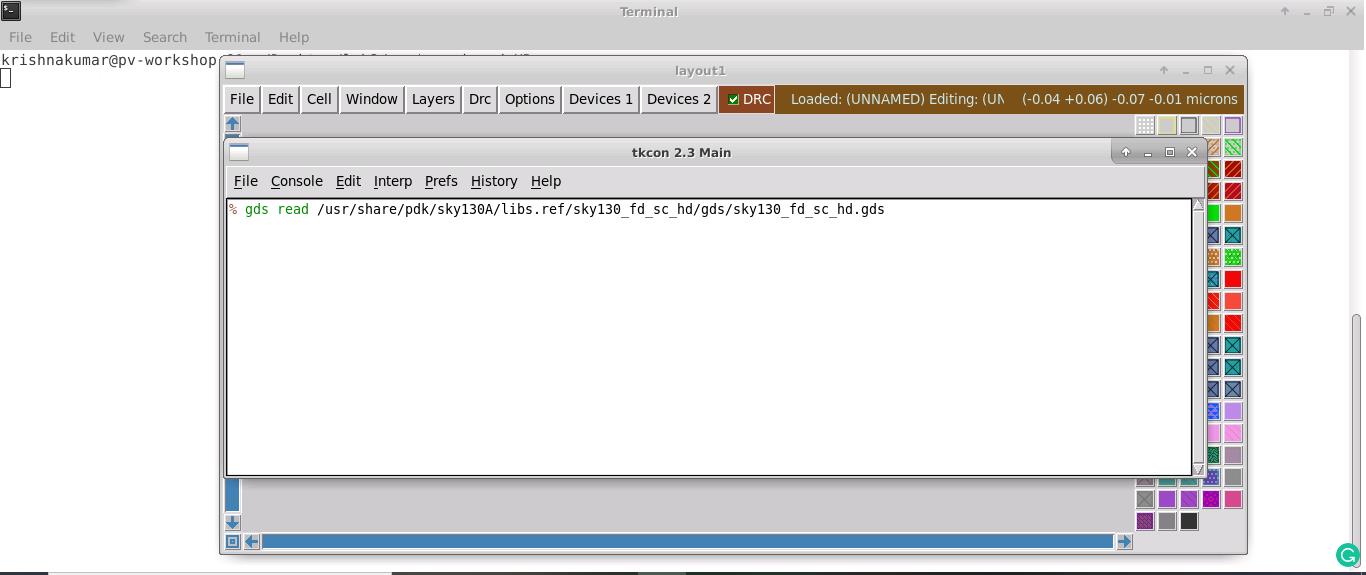 Terminal
File Edit View Search Terminal Help
krishnakumar@pv-workshop
layout1
File Edit Cell Window Layers Drc Options Devices 1 Devices 2 DRC Loaded: (UNNAMED) Editing: (UN (-0.04 +0.06) -0.07 -0.01 microns
tkcon 2.3 Main
File Console Edit Interp Prefs History Help
% gds read /usr/share/pdk/sky130A/libs.ref/sky130_fd_sc_hd/gds/sky130_fd_sc_hd.gds